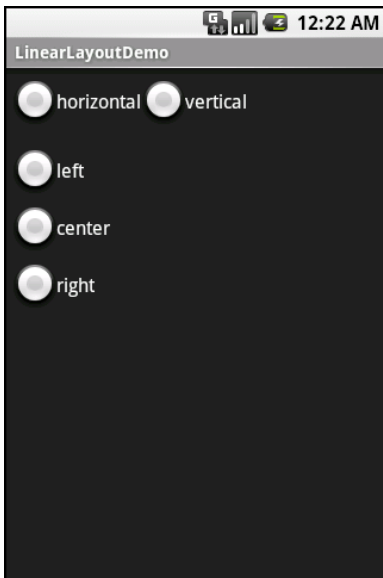 12:22 AM
LinearLayoutDemo
horizontal vertical
left
center
right